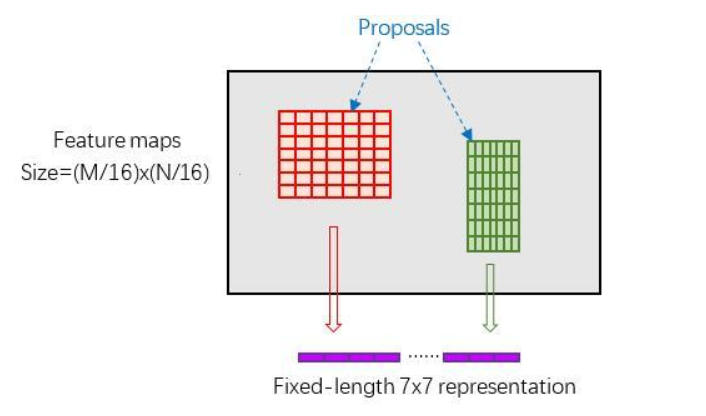 Proposals
Feature maps
Size=(M/16)x(N/16)
Fixed-length 7x7 representation